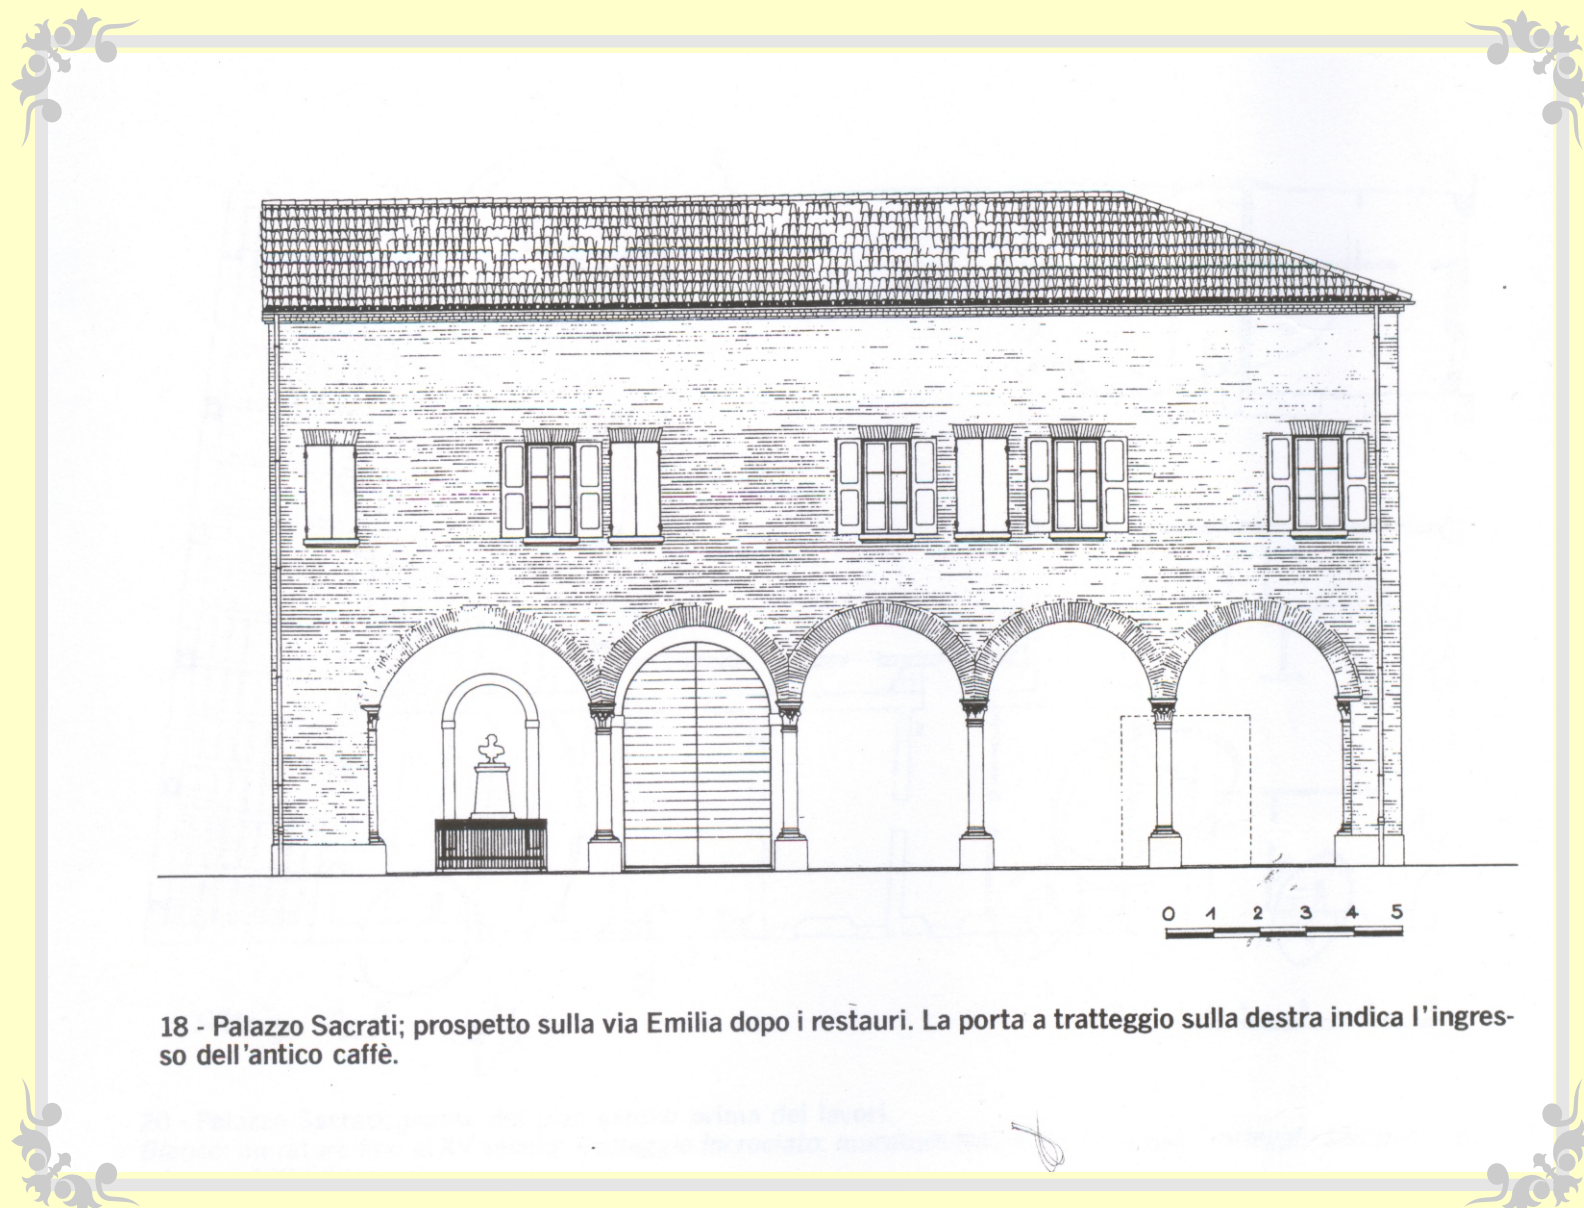 0 1 2 3 4 5
18 - Palazzo Sacrati; prospetto sulla via Emilia dopo i restauri. La porta a tratteggio sulla destra indica l'ingres-
so dell'antico caffè.